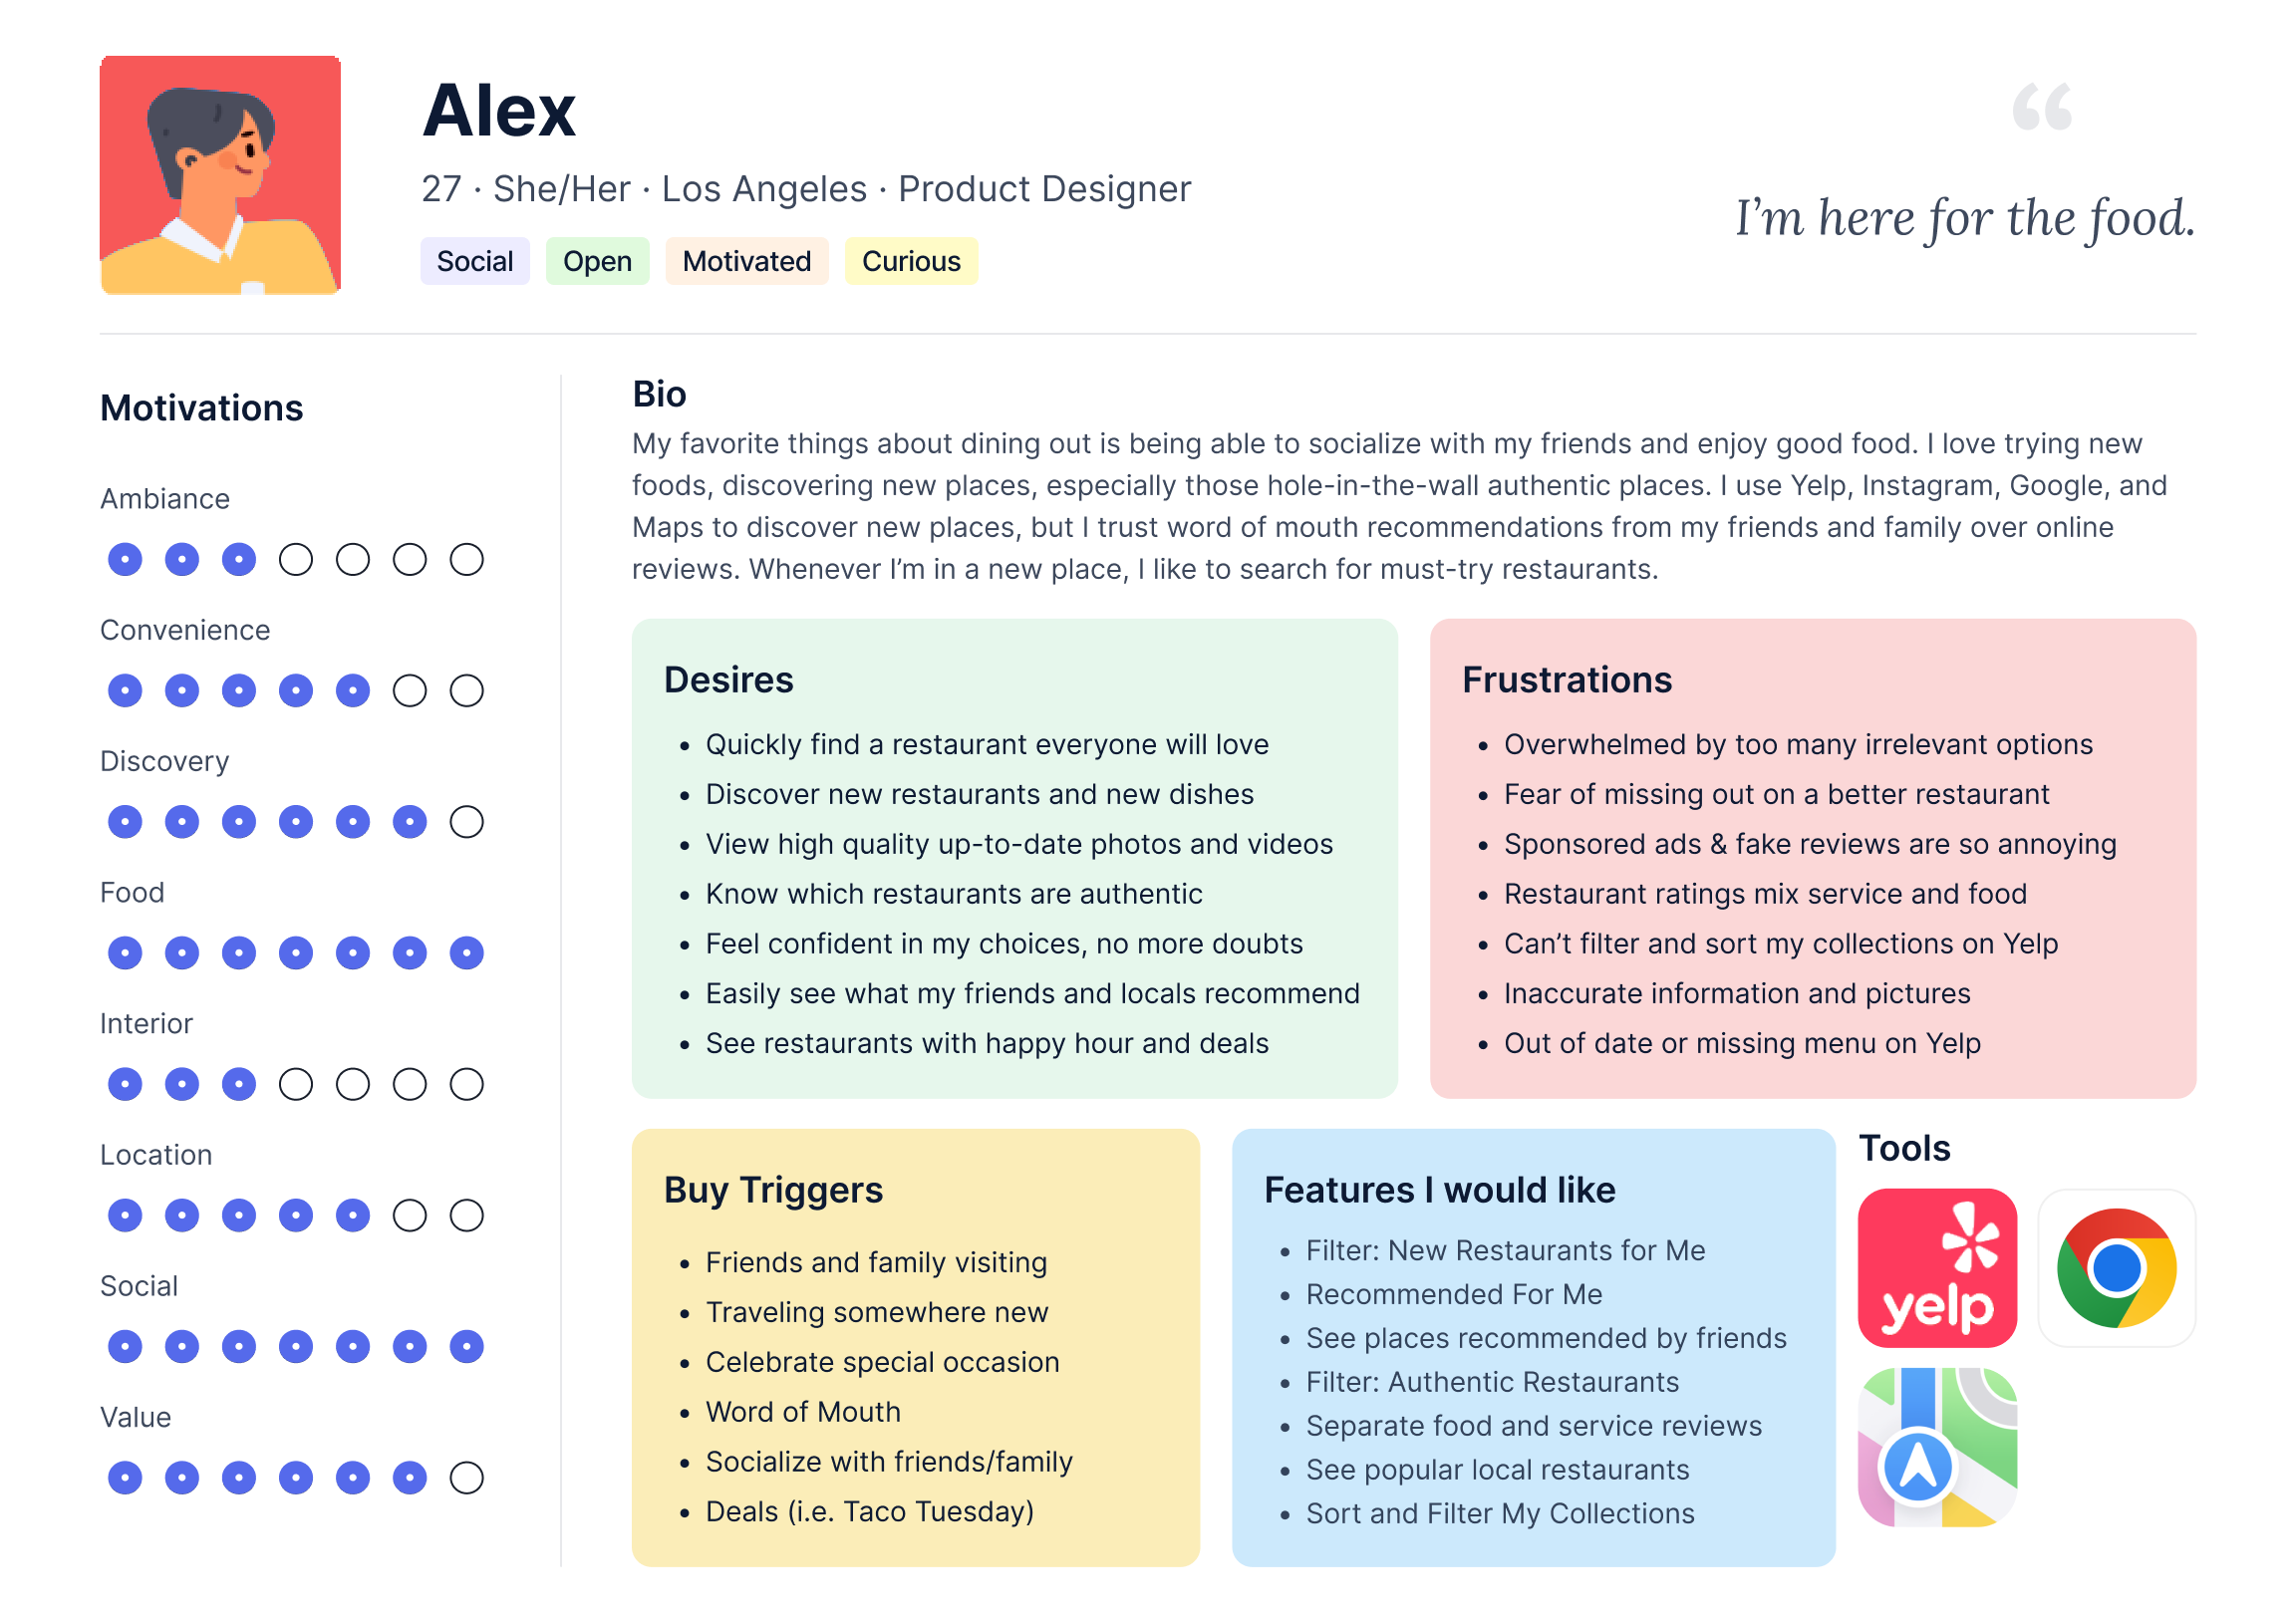 Alex
27 · She/Her · Los Angeles · Product Designer
Social Open Motivated Curious
“
I’m here for the food.
Motivations
Ambiance
Convenience
Discovery
Food
Interior
Location
Social
Value
Bio
My favorite things about dining out is being able to socialize with my friends and enjoy good food. I love trying new
foods, discovering new places, especially those hole-in-the-wall authentic places. I use Yelp, Instagram, Google, and
Maps to discover new places, but I trust word of mouth recommendations from my friends and family over online
reviews. Whenever I’m in a new place, I like to search for must-try restaurants.
Desires
• Quickly find a restaurant everyone will love
• Discover new restaurants and new dishes
• View high quality up-to-date photos and videos
• Know which restaurants are authentic
• Feel confident in my choices, no more doubts
• Easily see what my friends and locals recommend
• See restaurants with happy hour and deals
Frustrations
• Overwhelmed by too many irrelevant options
• Fear of missing out on a better restaurant
• Sponsored ads & fake reviews are so annoying
• Restaurant ratings mix service and food
• Can’t filter and sort my collections on Yelp
• Inaccurate information and pictures
• Out of date or missing menu on Yelp
Buy Triggers
• Friends and family visiting
• Traveling somewhere new
• Celebrate special occasion
• Word of Mouth
• Socialize with friends/family
• Deals (i.e. Taco Tuesday)
Features I would like
• Filter: New Restaurants for Me
• Recommended For Me
• See places recommended by friends
• Filter: Authentic Restaurants
• Separate food and service reviews
• See popular local restaurants
• Sort and Filter My Collections
Tools
yelp